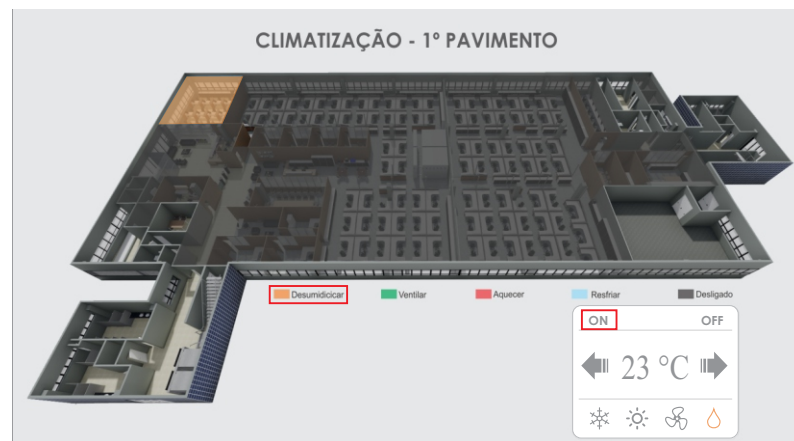 CLIMATIZAÇÃO - 1º PAVIMENTO
Desumidicicar Ventilar Aquecer Resfriar Desligado
ON OFF
23 °C